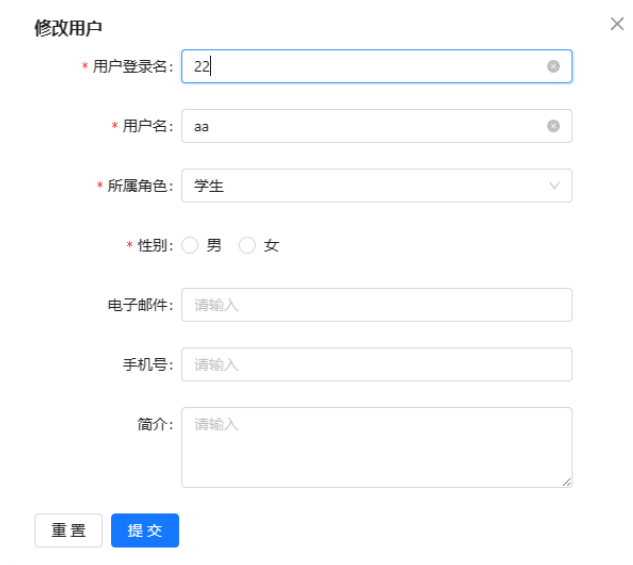 修改用户
* 用户登录名: 22
* 用户名: aa
* 所属角色: 学生
* 性别: 男 女
电子邮件: 请输入
手机号: 请输入
简介: 请输入
重 置 提 交